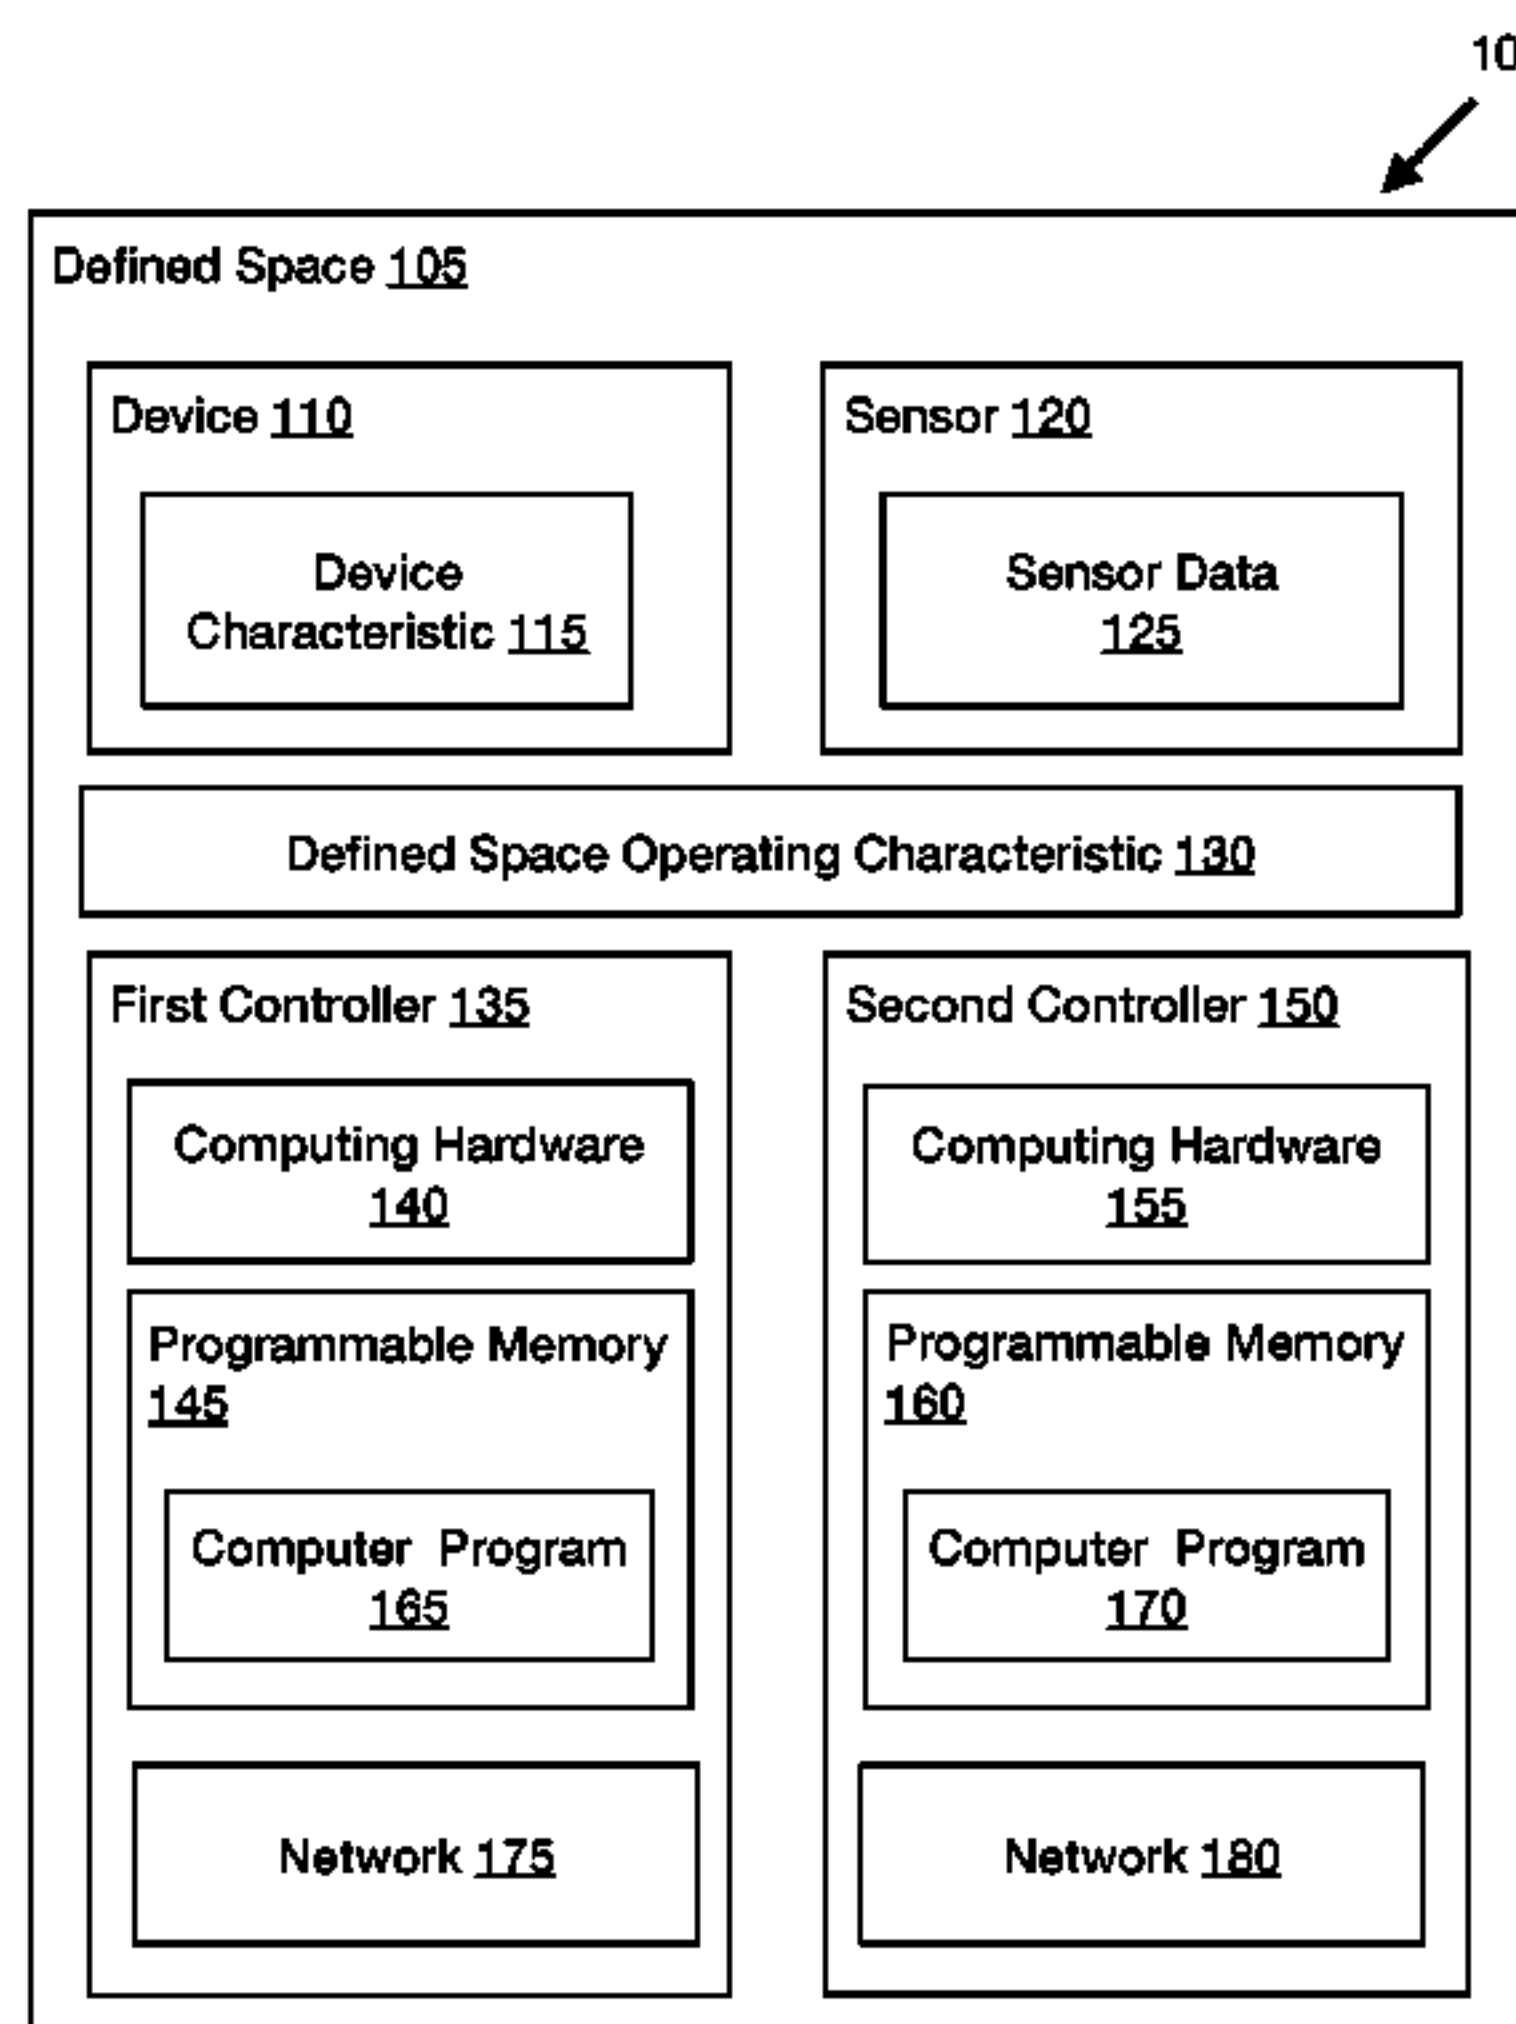 10
Defined Space 105
Device 110
Device
Characteristic 115
Sensor 120
Sensor Data
125
Defined Space Operating Characteristic 130
First Controller 135
Computing Hardware
140
Programmable Memory
145
Computer Program
165
Network 175
Second Controller 150
Computing Hardware
155
Programmable Memory
160
Computer Program
170
Network 180